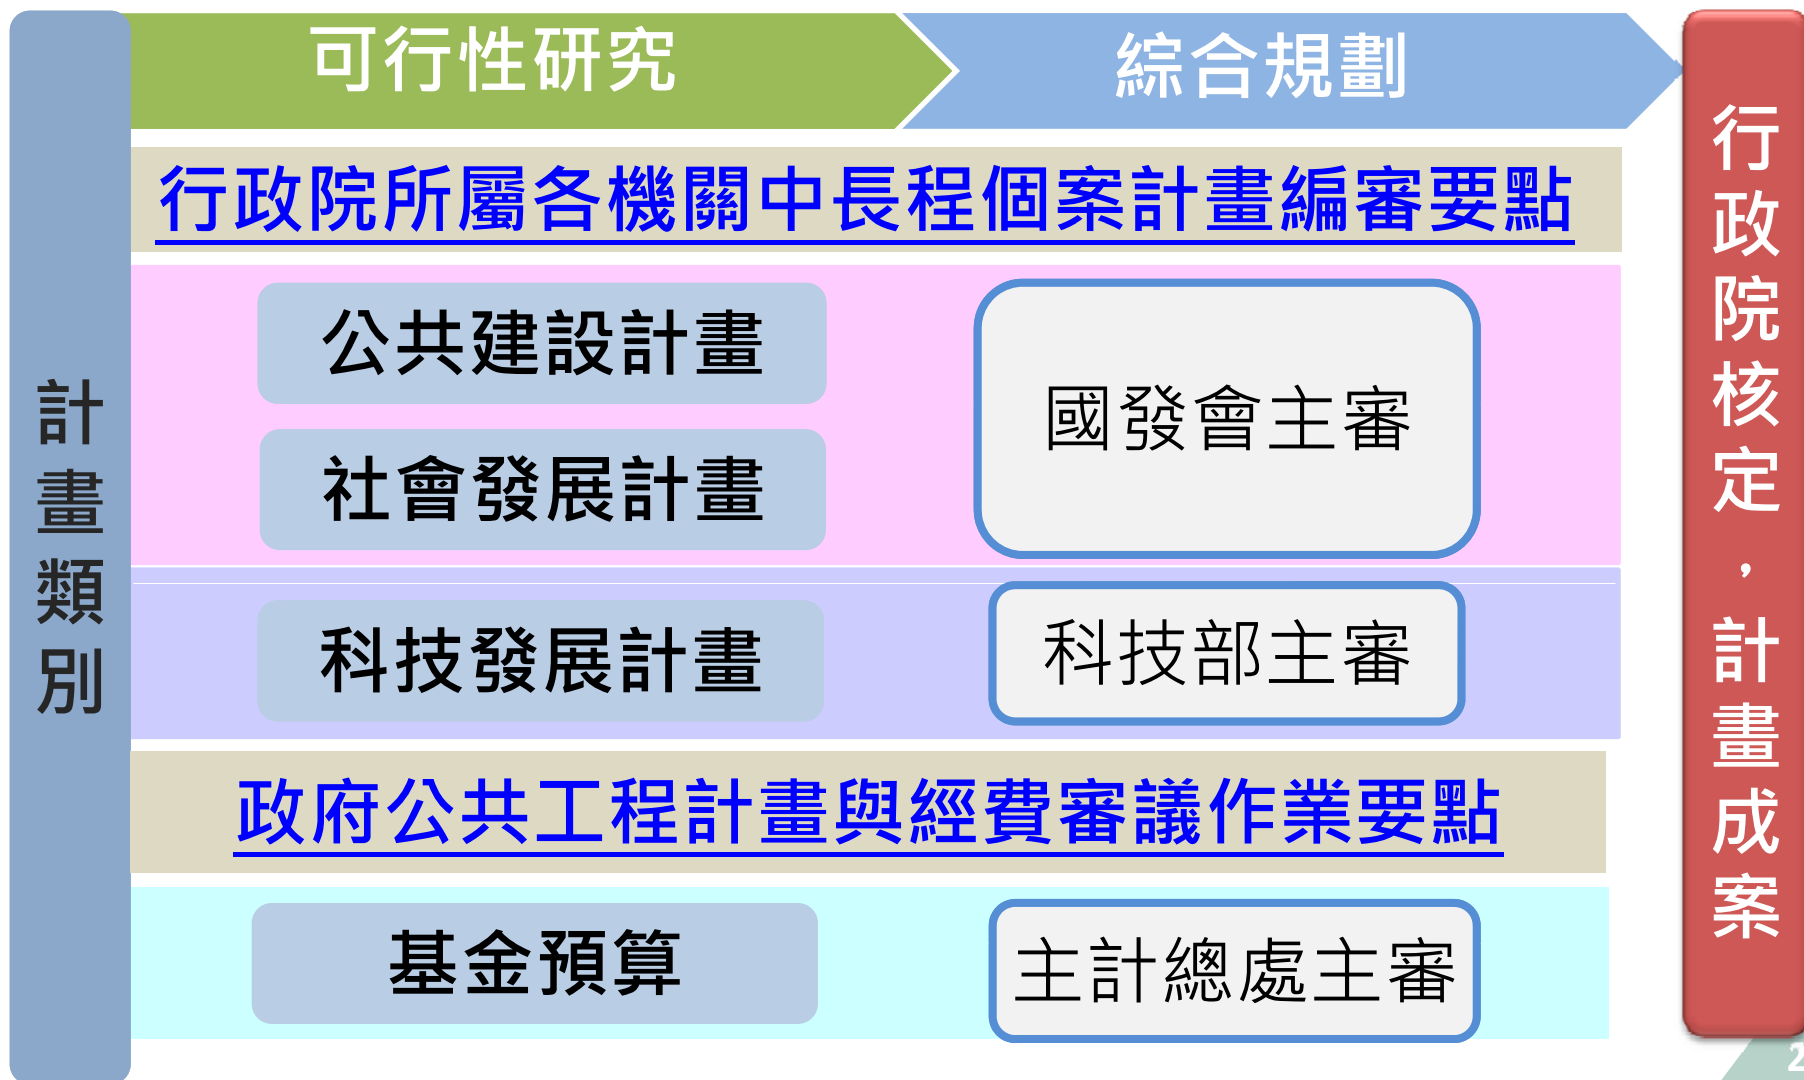 計畫類別
可行性研究
綜合規劃
行政院所屬各機關中長程個案計畫編審要點
公共建設計畫
國發會主審
社會發展計畫
科技發展計畫
科技部主審
政府公共工程計畫與經費審議作業要點
基金預算
主計總處主審
行政院核定，計畫成案
2